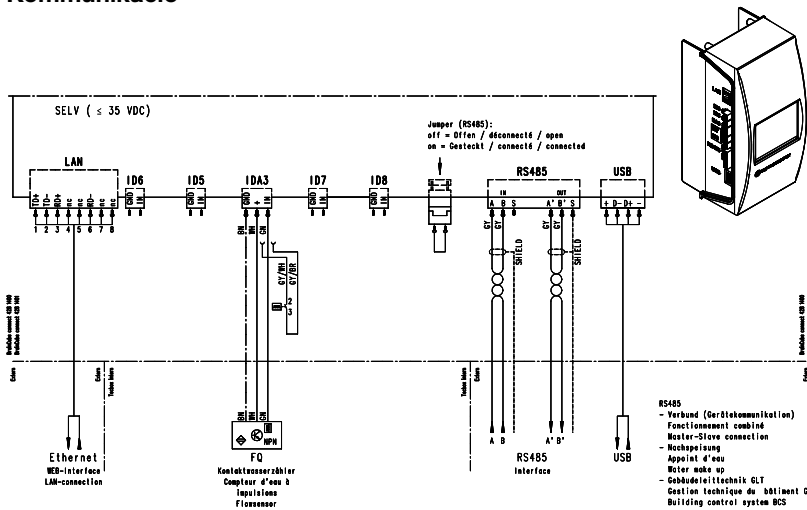 SELV ( ≤ 35 VDC)
Jumper (RS485):
off = Offen / déconnecté / open
on = Gesteckt / connecté / connected
LAN
ID6
ID5
IDA3
ID7
ID8
RS485
USB
IN
OUT
TD+
TD-
RD+
nc
nc
RD-
nc
nc
GND
IN
GND
IN
GND
+
IN
GND
IN
GND
IN
A B S
A' B' S
+ D- D+ -
1 2 3 4 5 6 7 8
BN
WH
GN
GY/WH
GY/BR
2
3
GY
GY
SHIELD
GY
GY
SHIELD
Extern
Extern
Extern
Extern
BN
WH
GN
NPN
A B
A' B'
Ethernet
WEB-Interface
LAN-connection
FQ
Kontaktwasserzähler
Compteur d'eau à
impulsions
RS485
Interface
USB
RS485
- Verbund (Gerätekommunikation)
Fonctionnement combiné
Master-Slave connection
- Nachspeisung
Appoint d'eau
Water make up
- Gebäudeleittechnik GLT
Gestion technique du bâtiment G
Building control system BCS